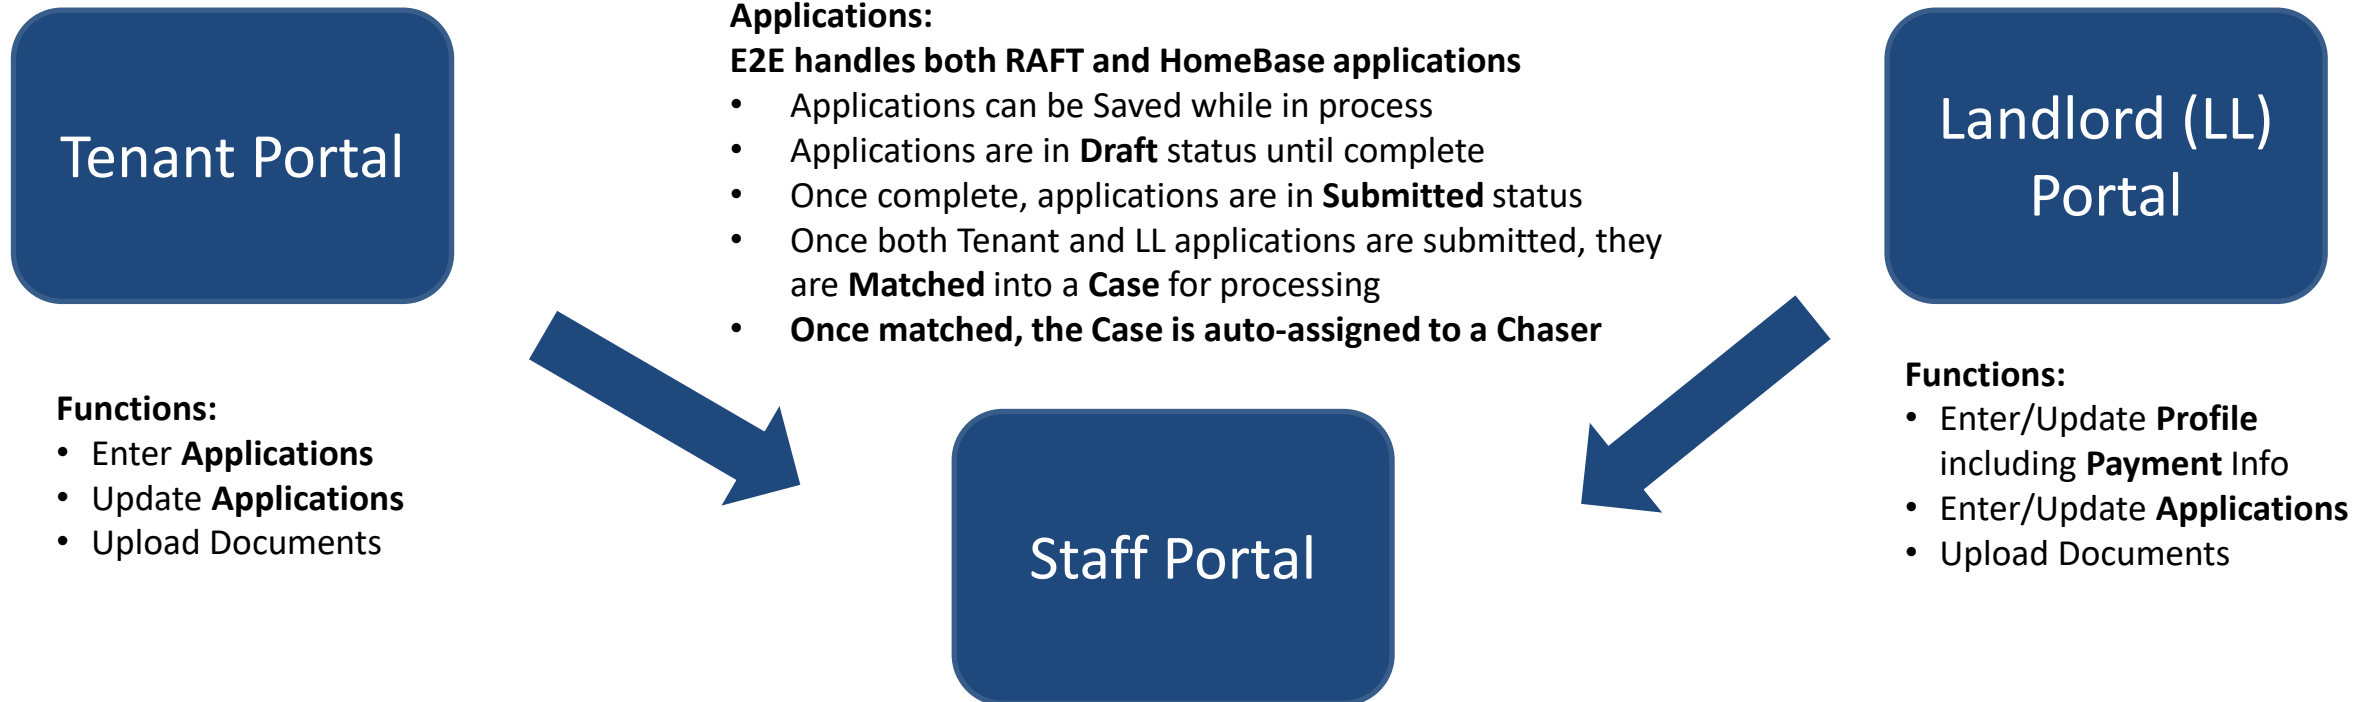 Tenant Portal
Functions:
• Enter Applications
• Update Applications
• Upload Documents
Applications:
E2E handles both RAFT and HomeBase applications
• Applications can be Saved while in process
• Applications are in Draft status until complete
• Once complete, applications are in Submitted status
• Once both Tenant and LL applications are submitted, they
are Matched into a Case for processing
• Once matched, the Case is auto-assigned to a Chaser
Staff Portal
Landlord (LL)
Portal
Functions:
• Enter/Update Profile
including Payment Info
• Enter/Update Applications
• Upload Documents